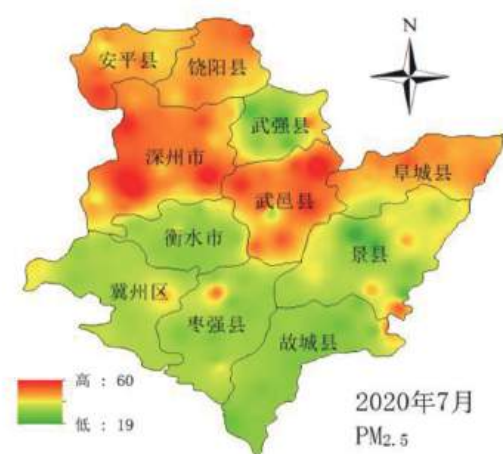 N
安平县
饶阳县
武强县
深州市
武邑县
阜城县
衡水市
景县
冀州区
枣强县
故城县
高：60
低：19
2020年7月
PM2.5